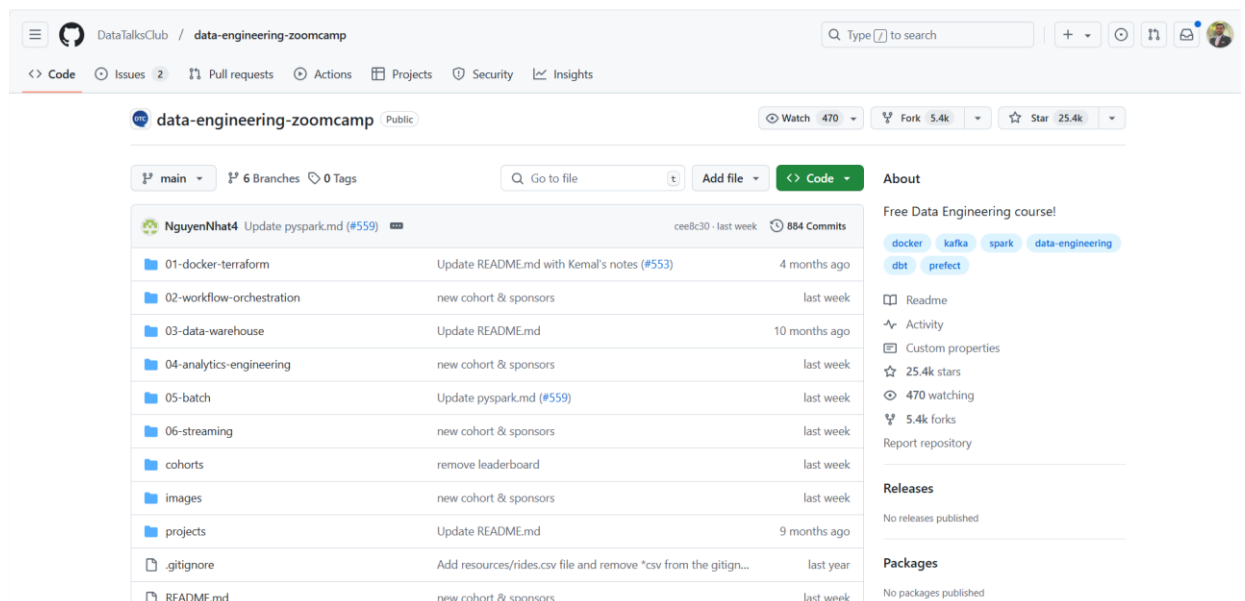 DataTalksClub / data-engineering-zoomcamp
Type / to search
Code Issues 2 Pull requests Actions Projects Security Insights
DTC data-engineering-zoomcamp Public
Watch 470 Fork 5.4k Star 25.4k
main 6 Branches 0 Tags Go to file t Add file Code
NguyenNhat4 Update pyspark.md (#559) cee8c30 · last week 884 Commits
01-docker-terraform Update README.md with Kemal's notes (#553) 4 months ago
02-workflow-orchestration new cohort & sponsors last week
03-data-warehouse Update README.md 10 months ago
04-analytics-engineering new cohort & sponsors last week
05-batch Update pyspark.md (#559) last week
06-streaming new cohort & sponsors last week
cohorts remove leaderboard last week
images new cohort & sponsors last week
projects Update README.md 9 months ago
.gitignore Add resources/rides.csv file and remove *csv from the gitign... last year
README.md new cohort & sponsors last week
About
Free Data Engineering course!
docker kafka spark data-engineering
dbt prefect
Readme
Activity
Custom properties
25.4k stars
470 watching
5.4k forks
Report repository
Releases
No releases published
Packages
No packages published